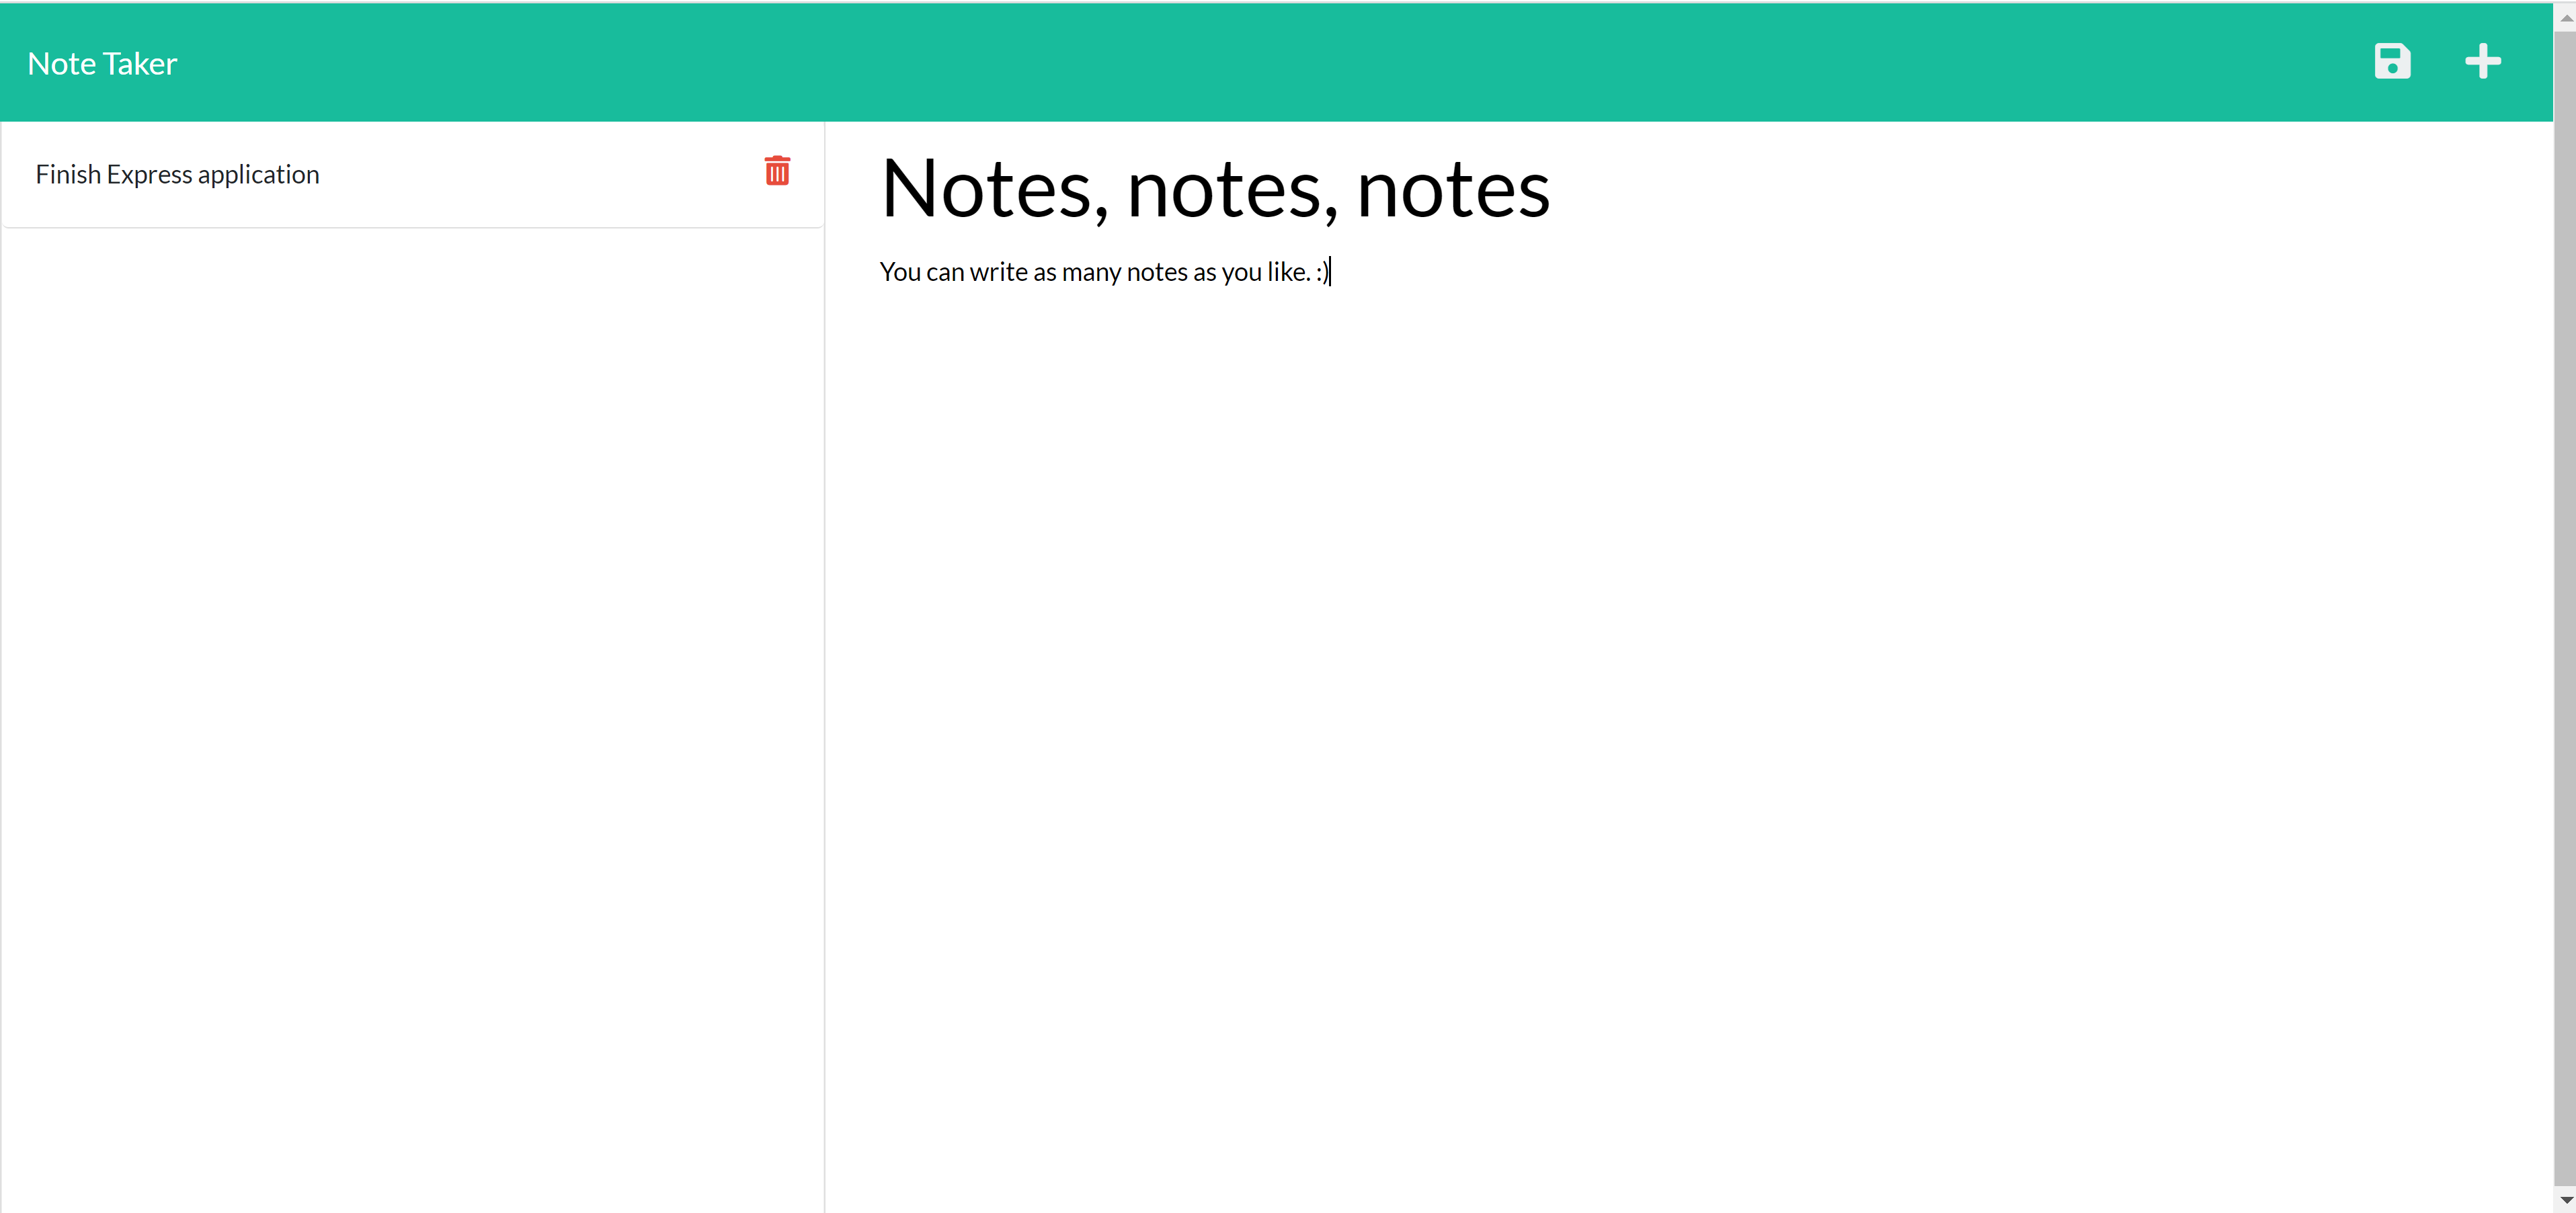 Note Taker
Finish Express application
Notes, notes, notes
You can write as many notes as you like. :)